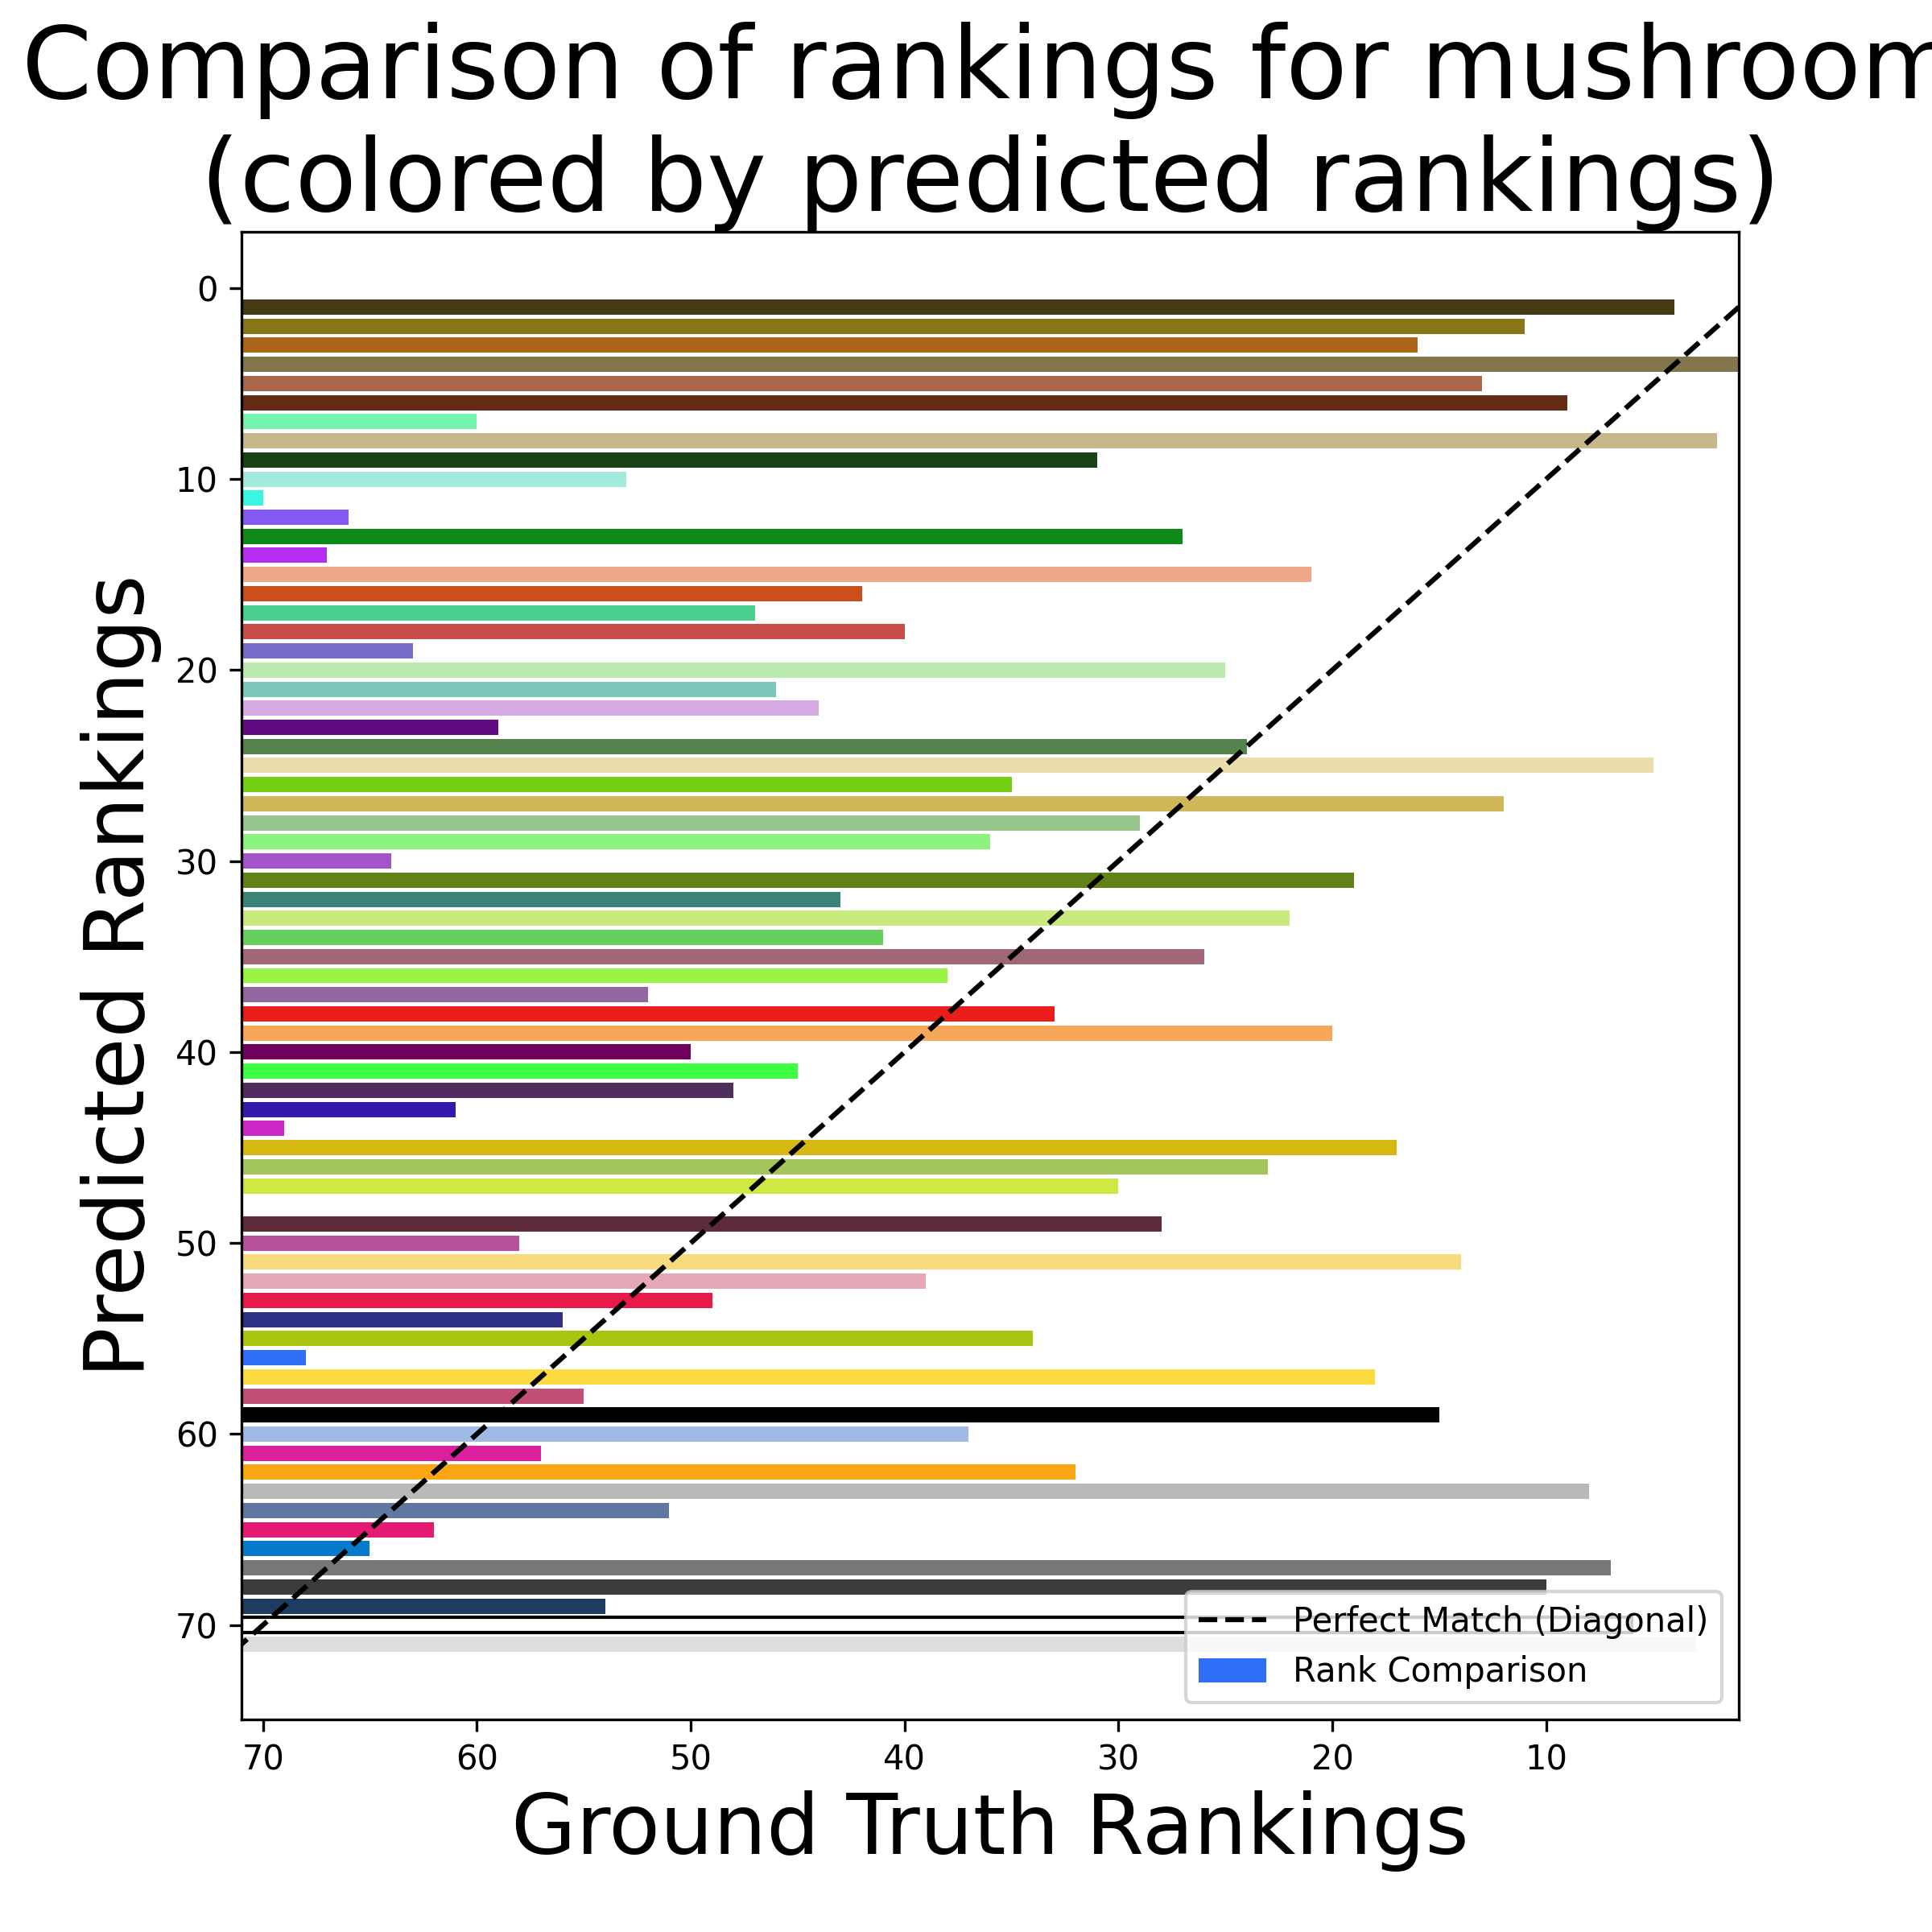 Comparison of rankings for mushroom
(colored by predicted rankings)
Predicted Rankings
0
10
20
30
40
50
60
70
Perfect Match (Diagonal)
Rank Comparison
70
60
50
40
30
20
10
Ground Truth Rankings